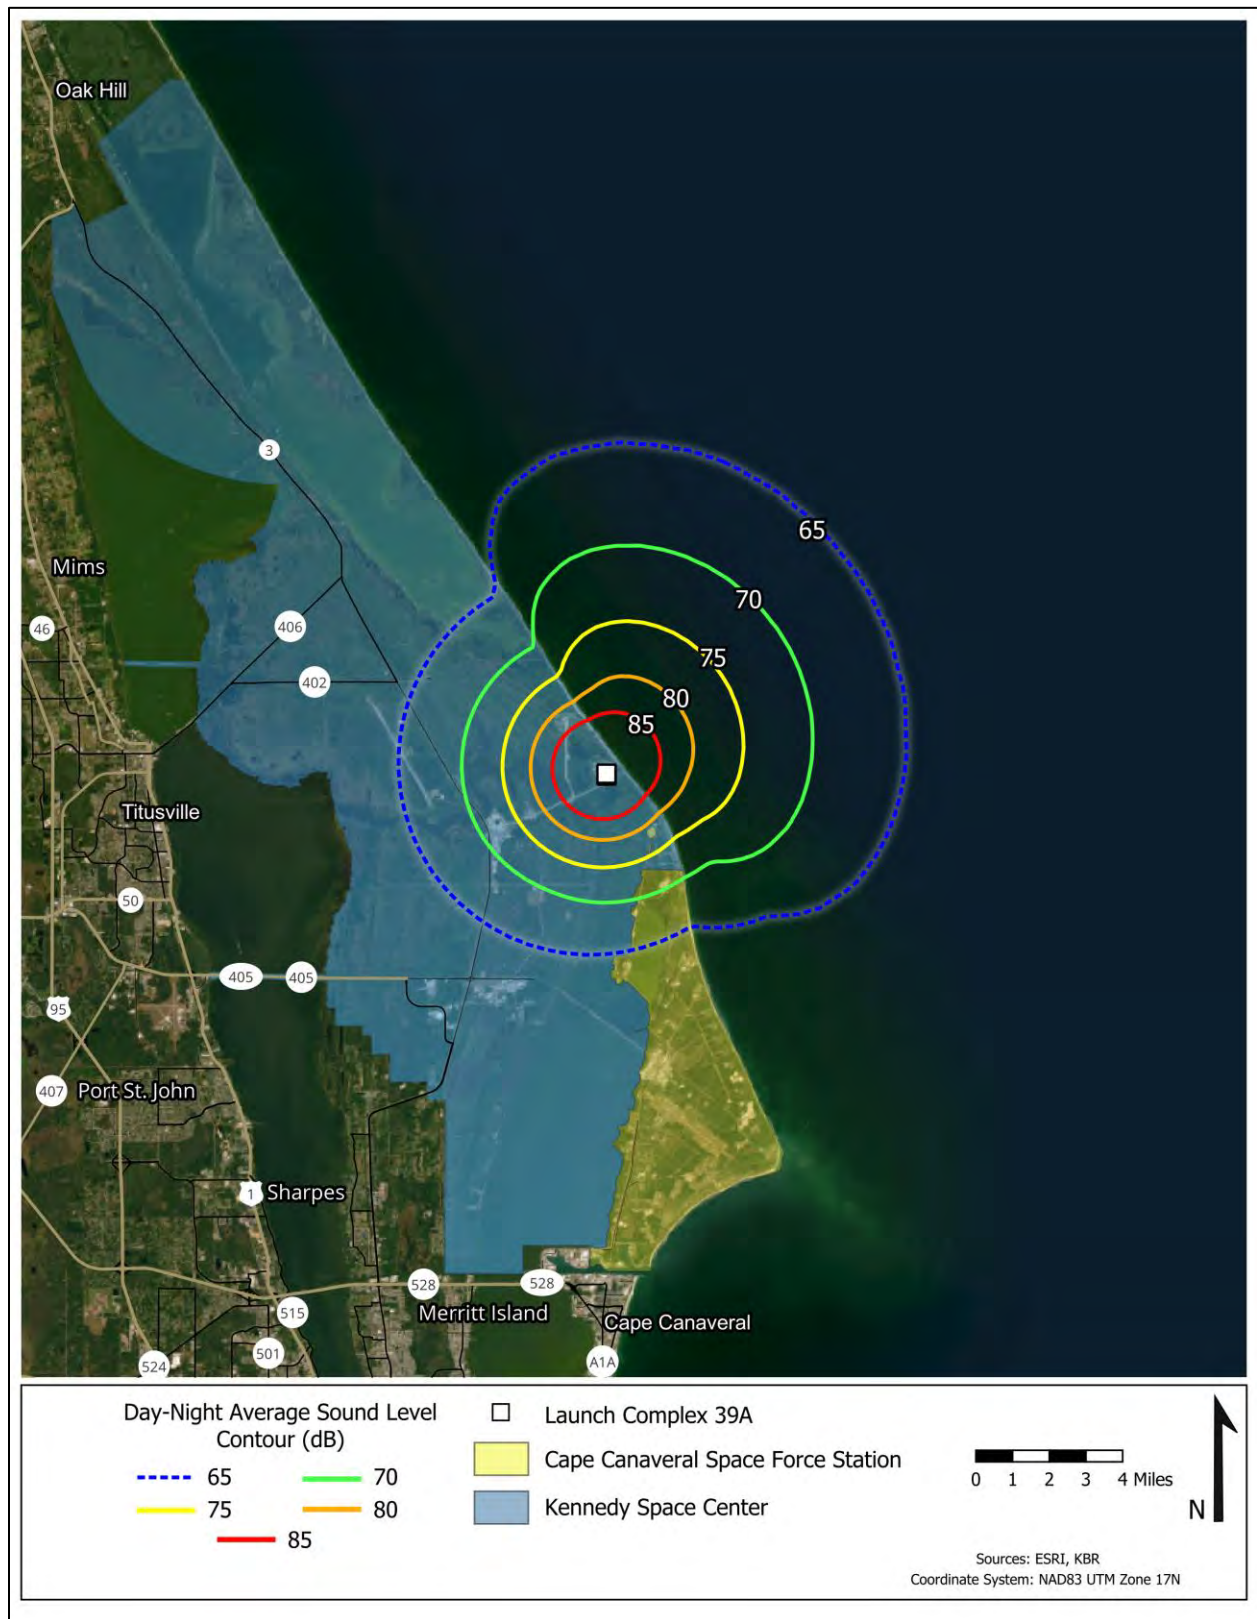 Oak Hill
3
65
Mims
70
46
406
75
402
80
85
Titusville
50
405
405
95
407
Port St. John
1
Sharpes
528
528
515
Merritt Island
Cape Canaveral
501
A1A
524
Day-Night Average Sound Level
Contour (dB)
65
70
75
80
85
Launch Complex 39A
Cape Canaveral Space Force Station
Kennedy Space Center
0 1 2 3 4 Miles
N
Sources: ESRI, KBR
Coordinate System: NAD83 UTM Zone 17N